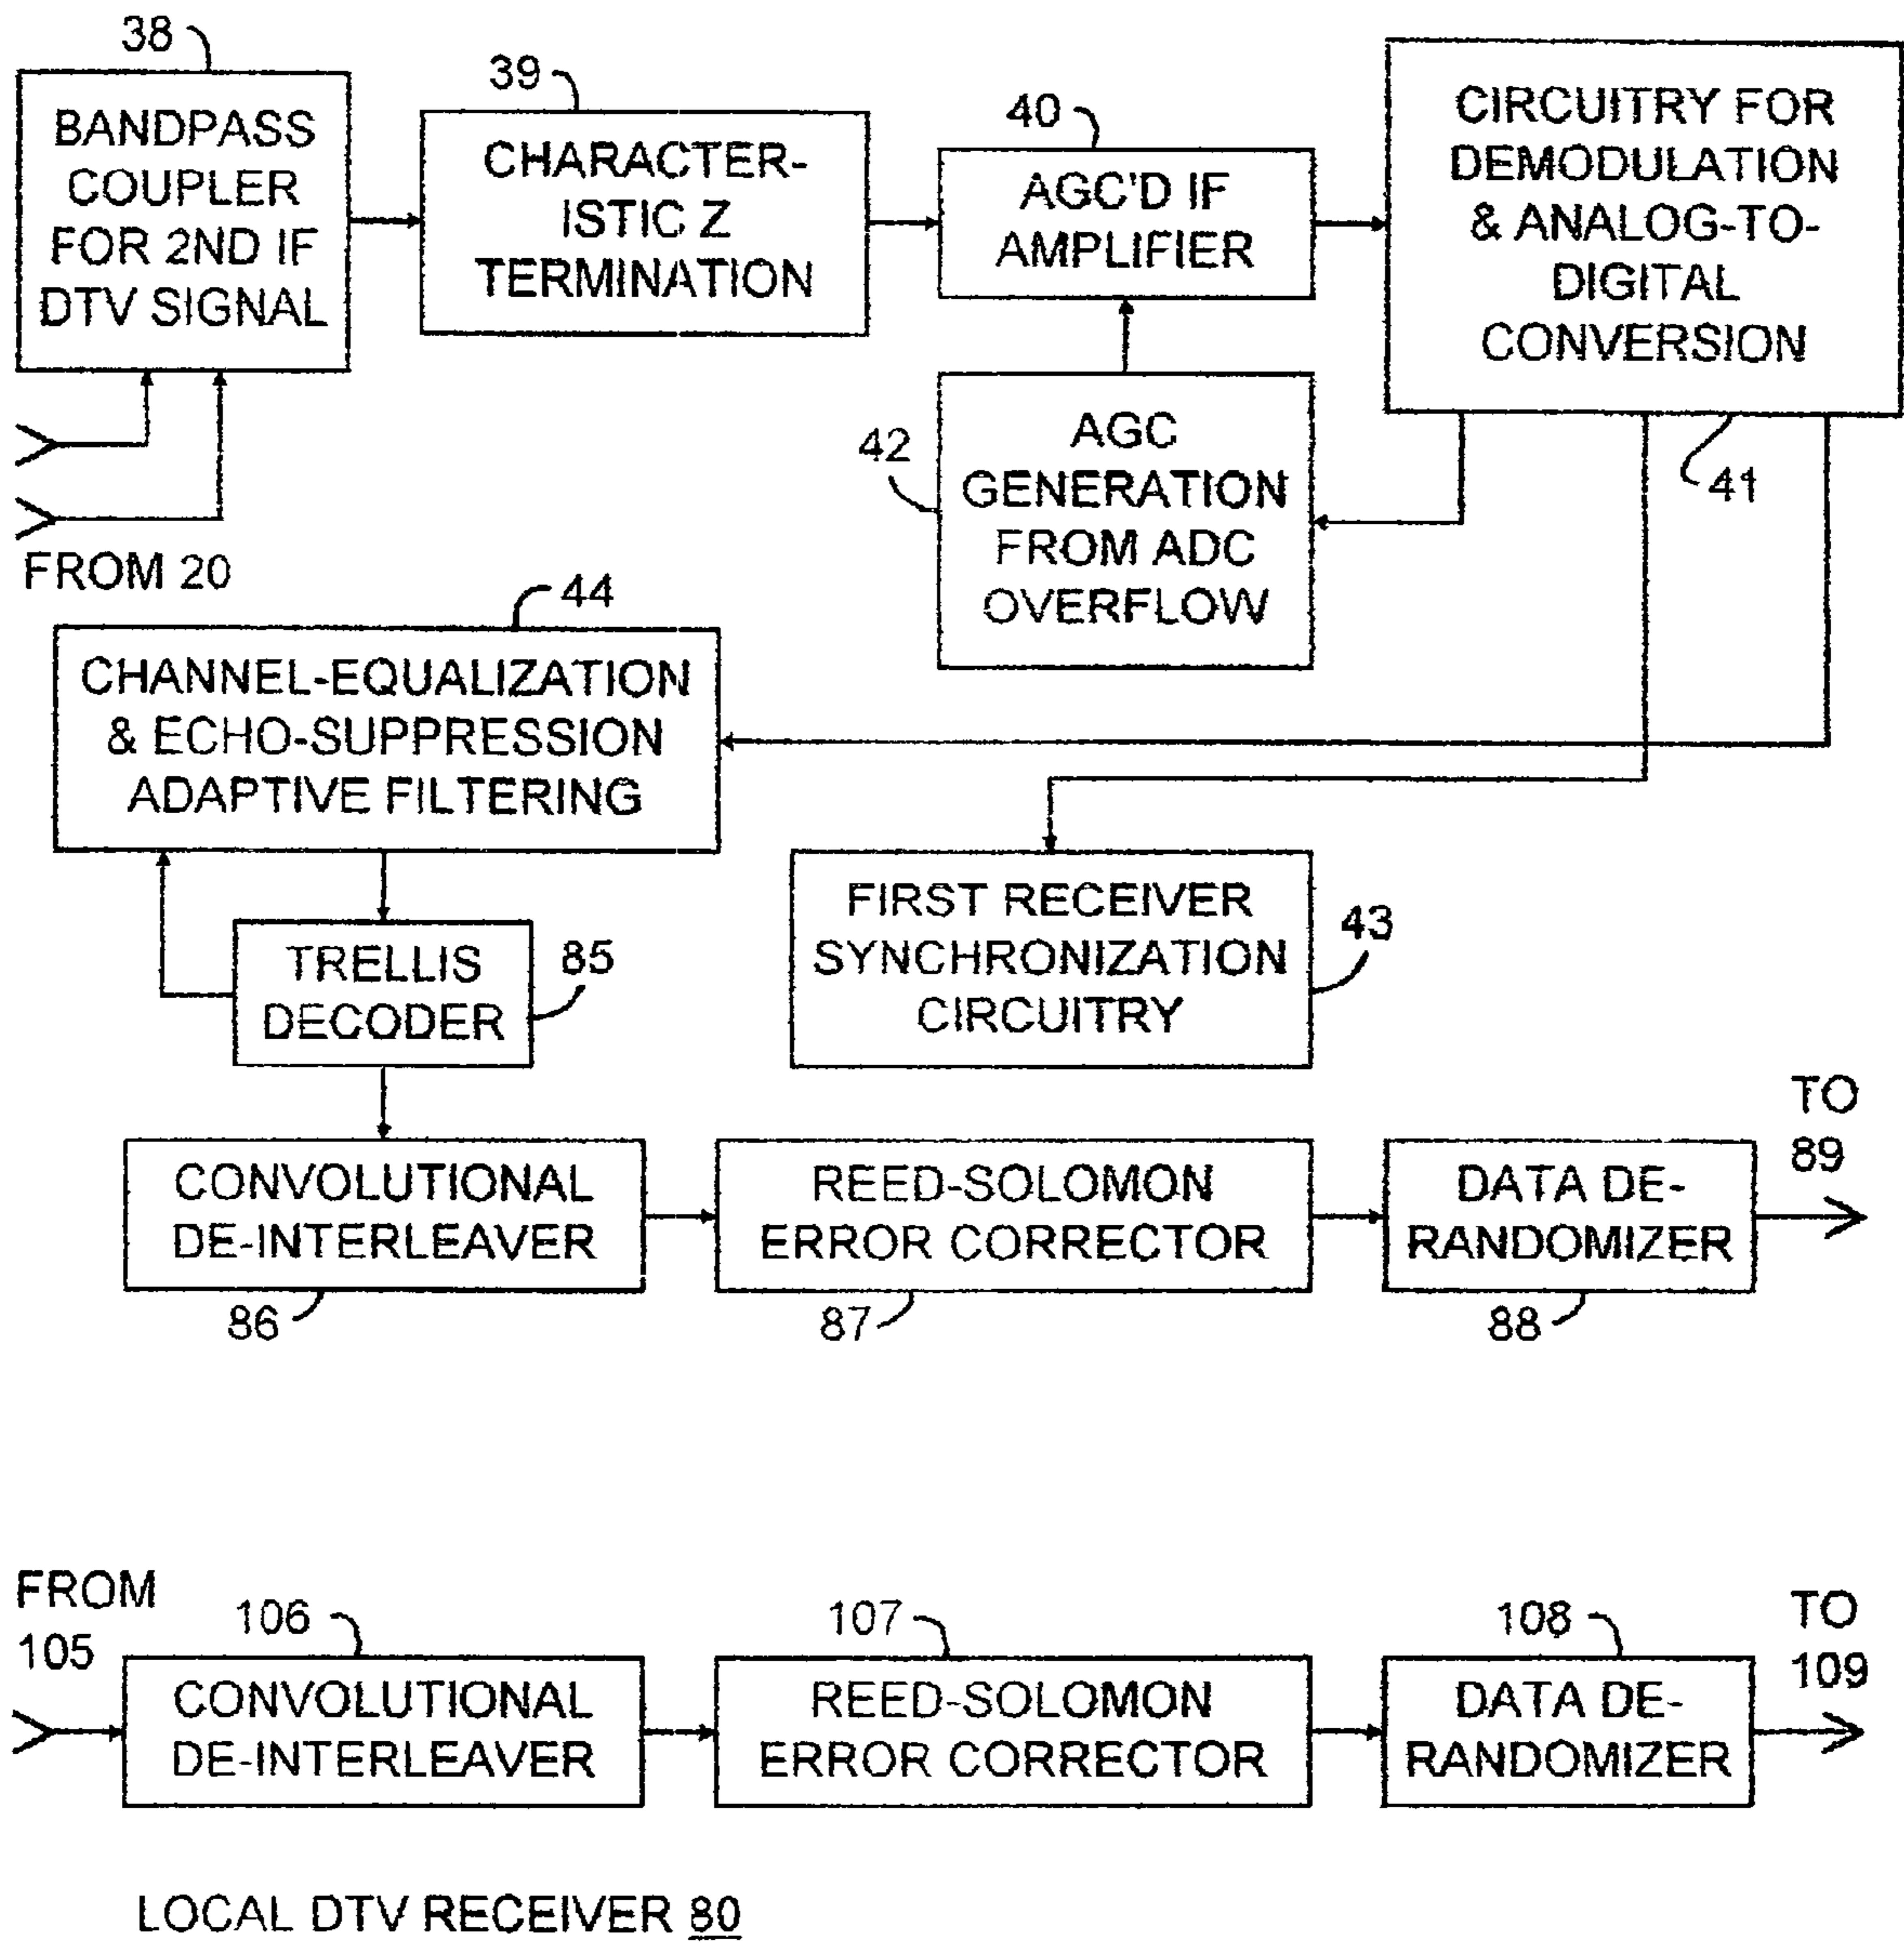 38
BANDPASS
COUPLER
FOR 2ND IF
DTV SIGNAL
39
CHARACTER-
ISTIC Z
TERMINATION
40
AGC'D IF
AMPLIFIER
CIRCUITRY FOR
DEMODULATION
& ANALOG-TO-
DIGITAL
CONVERSION
41
42
AGC
GENERATION
FROM ADC
OVERFLOW
FROM 20
44
CHANNEL-EQUALIZATION
& ECHO-SUPPRESSION
ADAPTIVE FILTERING
TRELLIS
DECODER
85
FIRST RECEIVER
SYNCHRONIZATION
CIRCUITRY
43
CONVOLUTIONAL
DE-INTERLEAVER
86
REED-SOLOMON
ERROR CORRECTOR
87
DATA DE-
RANDOMIZER
88
TO
89
FROM
105
106
CONVOLUTIONAL
DE-INTERLEAVER
107
REED-SOLOMON
ERROR CORRECTOR
108
DATA DE-
RANDOMIZER
TO
109
LOCAL DTV RECEIVER 80